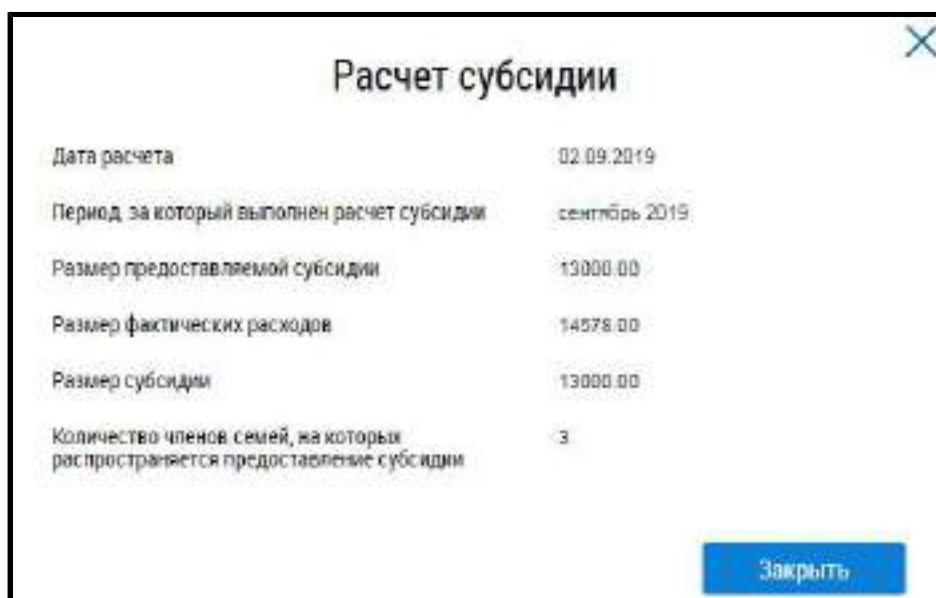 Расчет субсидии
Дата расчета 02.09.2019
Период за который выполнен расчет субсидии сентябрь 2019
Размер предоставляемой субсидии 13000.00
Размер фактических расходов 14578.00
Размер субсидии 13000.00
Количество членов семей, на которых 3
распространяется предоставление субсидии
Закрыть